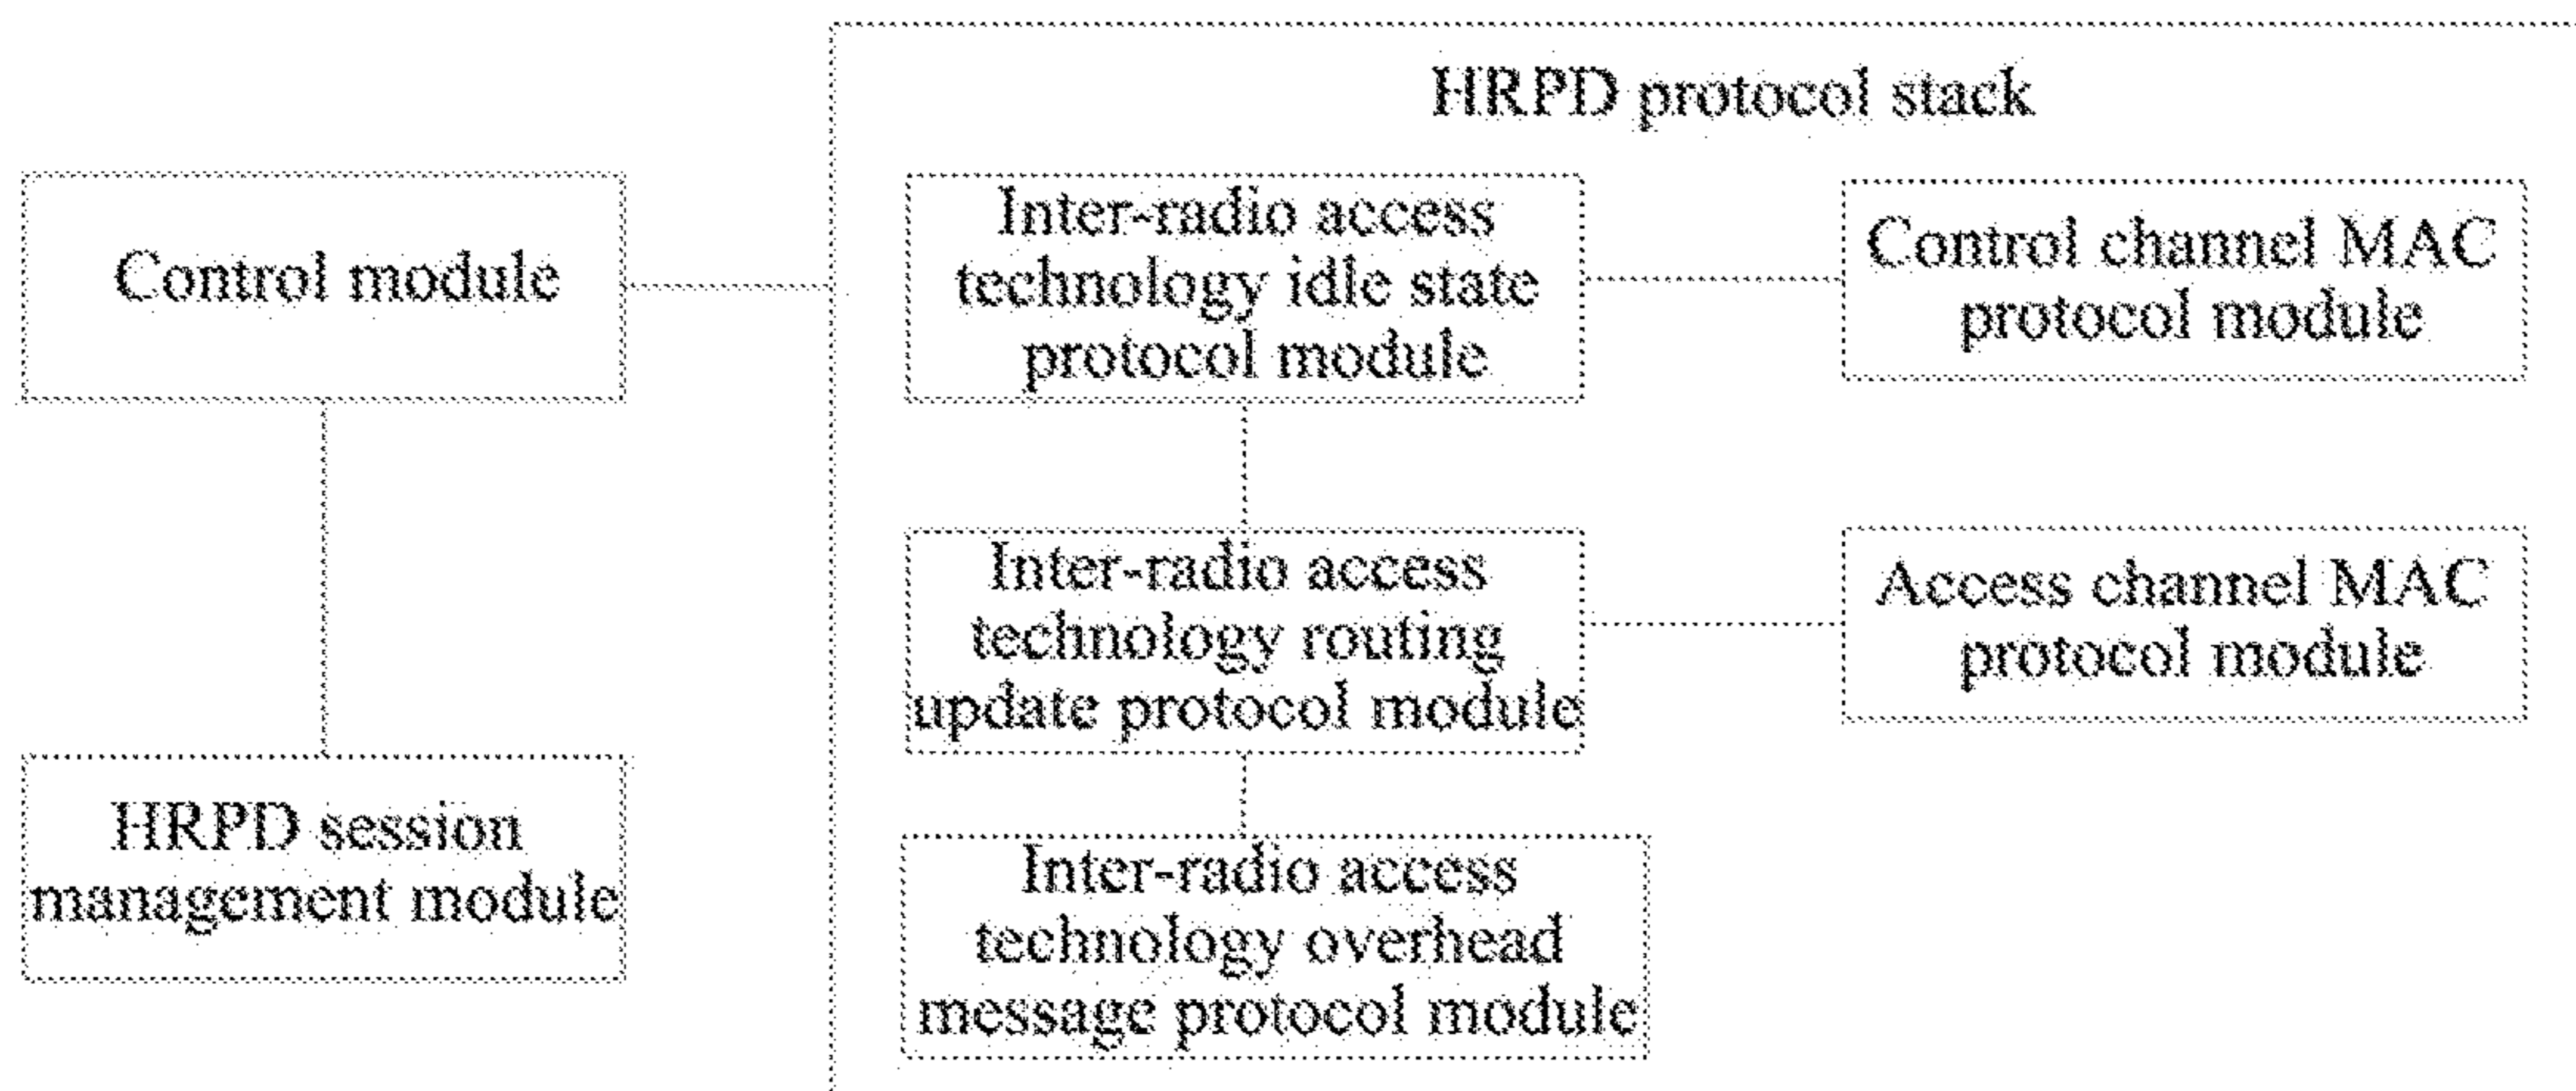 HRPD protocol stack
Control module
Inter-radio access
technology idle state
protocol module
Control channel MAC
protocol module
Inter-radio access
technology routing
update protocol module
Access channel MAC
protocol module
HRPD session
management module
Inter-radio access
technology overhead
message protocol module